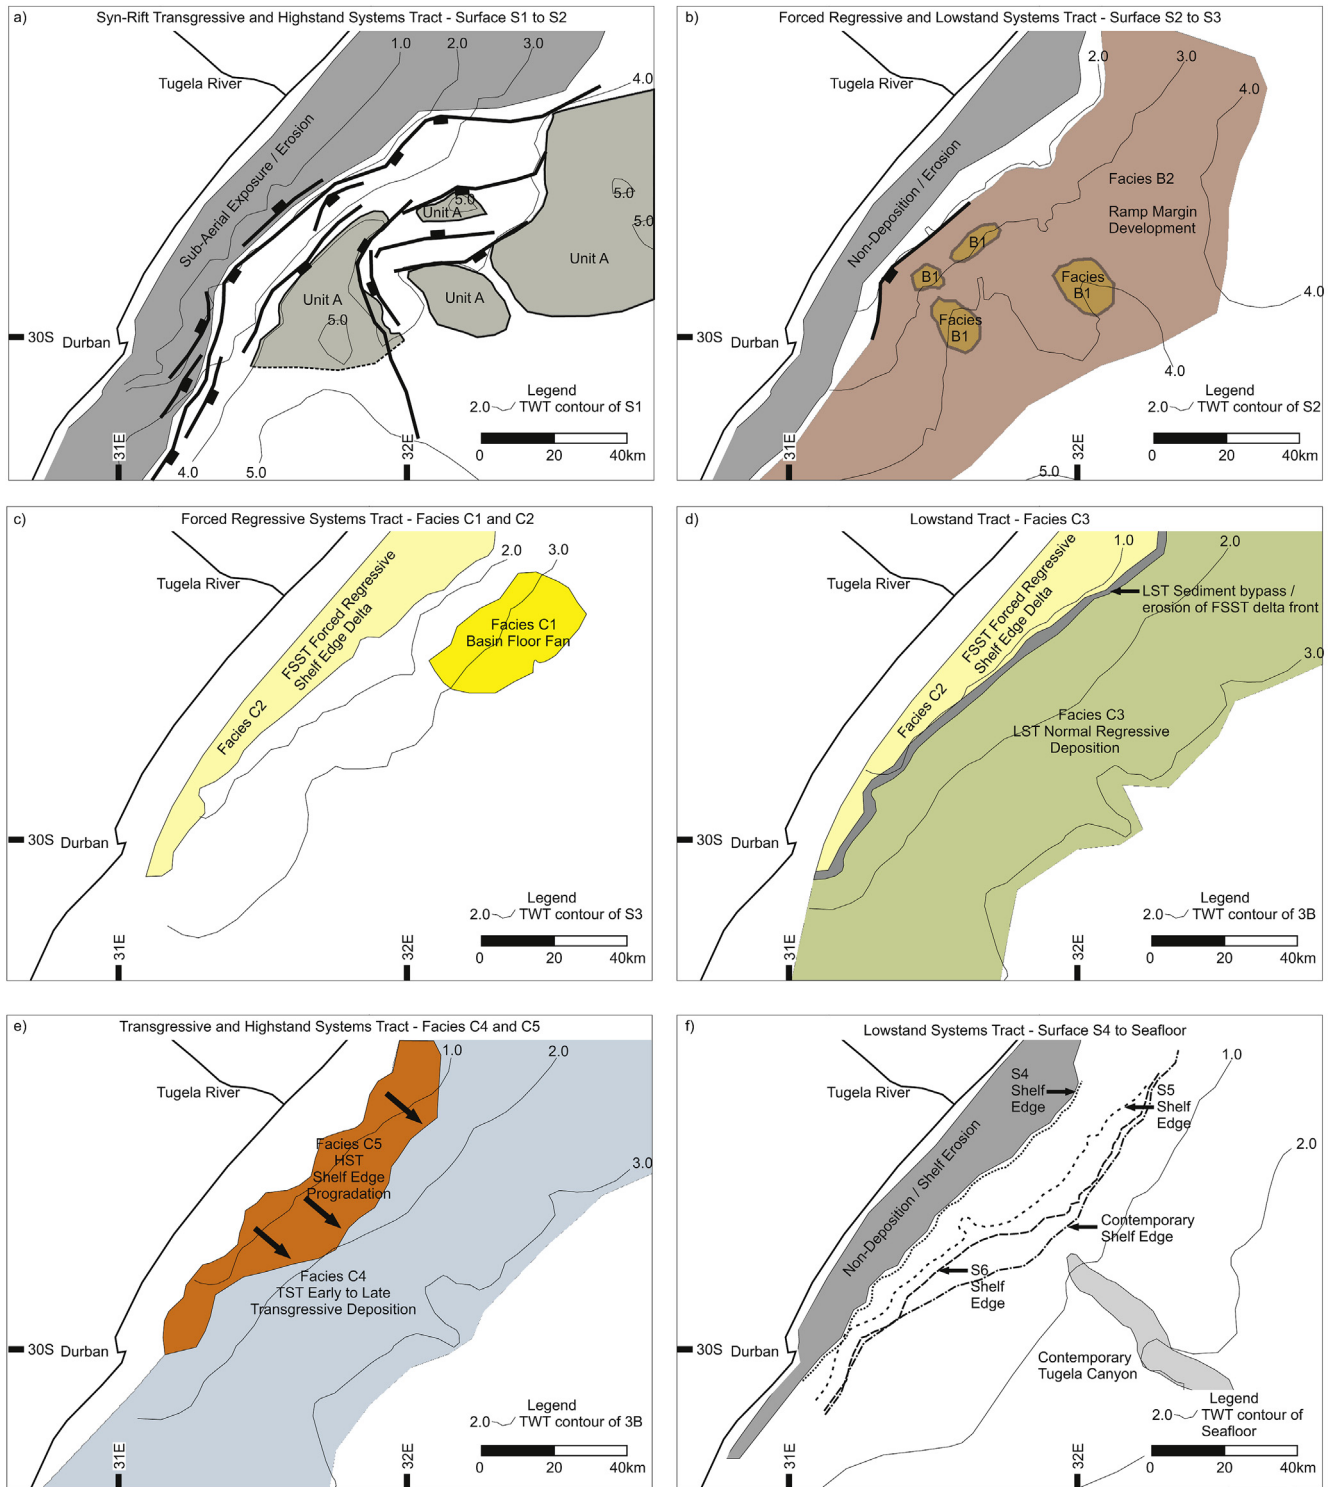 a)
Syn-Rift Transgressive and Highstand Systems Tract - Surface S1 to S2
1.0
2.0
3.0
4.0
Tugela River
Sub-Aerial Exposure / Erosion
5.0
5.0
5.0
Unit A
Unit A
Unit A
Unit A
5.0
30S
Durban
Legend
2.0 TWT contour of S1
31E
32E
4.0
5.0
0
20
40km
b)
Forced Regressive and Lowstand Systems Tract - Surface S2 to S3
2.0
3.0
4.0
Tugela River
Non-Deposition / Erosion
Facies B2
Ramp Margin
Development
B1
B1
Facies
B1
Facies
B1
4.0
4.0
30S
Durban
Legend
2.0 TWT contour of S2
31E
32E
5.0
0
20
40km
c)
Forced Regressive Systems Tract - Facies C1 and C2
2.0
3.0
Tugela River
FSST Forced Regressive
Shelf Edge Delta
Facies C2
Facies C1
Basin Floor Fan
30S
Durban
Legend
2.0 TWT contour of S3
31E
32E
0
20
40km
d)
Lowstand Tract - Facies C3
1.0
2.0
3.0
Tugela River
FSST Forced Regressive
Shelf Edge Delta
Facies C2
LST Sediment bypass /
erosion of FSST delta front
Facies C3
LST Normal Regressive
Deposition
30S
Durban
Legend
2.0 TWT contour of 3B
31E
32E
0
20
40km
e)
Transgressive and Highstand Systems Tract - Facies C4 and C5
1.0
2.0
3.0
Tugela River
Facies C5
HST
Shelf Edge
Progradation
Facies C4
TST Early to Late
Transgressive Deposition
30S
Durban
Legend
2.0 TWT contour of 3B
31E
32E
0
20
40km
f)
Lowstand Systems Tract - Surface S4 to Seafloor
1.0
2.0
Tugela River
S4
Shelf
Edge
S5
Shelf
Edge
Non-Deposition / Shelf Erosion
Contemporary
Shelf Edge
S6
Shelf
Edge
30S
Durban
Contemporary
Tugela Canyon
Legend
2.0 TWT contour of
Seafloor
31E
32E
0
20
40km